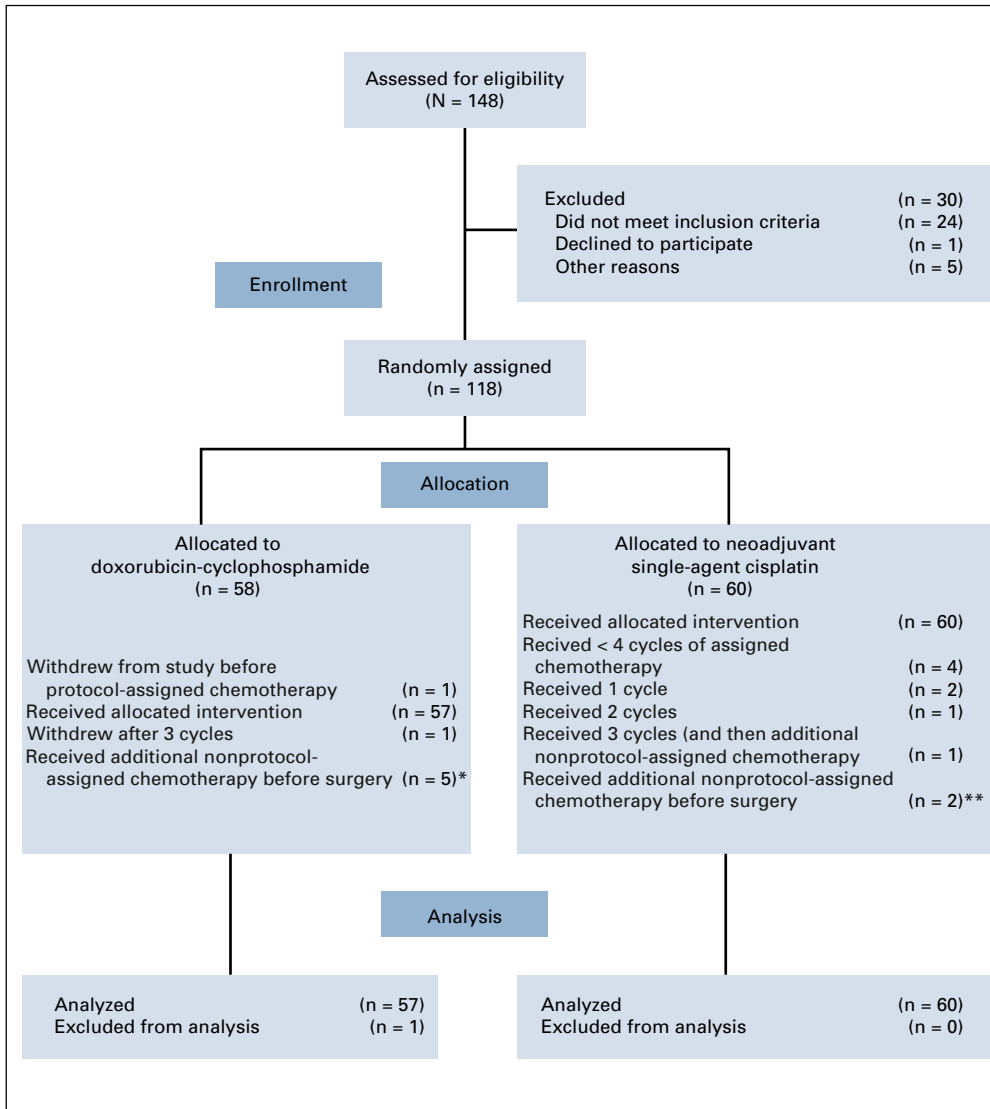 Assessed for eligibility
(N = 148)
Excluded (n = 30)
Did not meet inclusion criteria (n = 24)
Declined to participate (n = 1)
Other reasons (n = 5)
Enrollment
Randomly assigned
(n = 118)
Allocation
Allocated to
doxorubicin-cyclophosphamide
(n = 58)
Withdrew from study before
protocol-assigned chemotherapy (n = 1)
Received allocated intervention (n = 57)
Withdrew after 3 cycles (n = 1)
Received additional nonprotocol-
assigned chemotherapy before surgery (n = 5)*
Allocated to neoadjuvant
single-agent cisplatin
(n = 60)
Received allocated intervention (n = 60)
Recived < 4 cycles of assigned
chemotherapy (n = 4)
Received 1 cycle (n = 2)
Received 2 cycles (n = 1)
Received 3 cycles (and then additional
nonprotocol-assigned chemotherapy (n = 1)
Received additional nonprotocol-assigned
chemotherapy before surgery (n = 2)**
Analysis
Analyzed (n = 57)
Excluded from analysis (n = 1)
Analyzed (n = 60)
Excluded from analysis (n = 0)